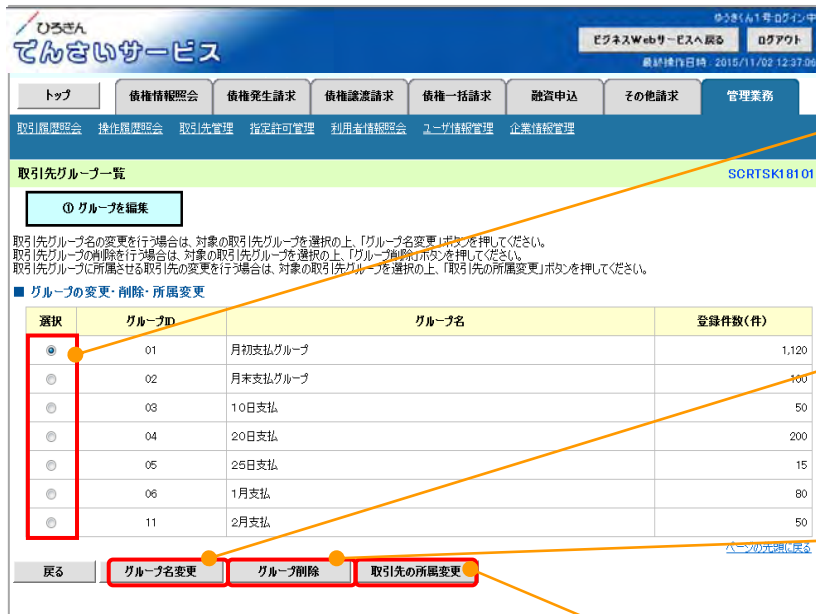 ひろぎん
でんさいサービス
ゆうきくん1号 ログイン中
ビジネスWebサービスへ戻る ログアウト
最終操作日時:2015/11/02 12:37:06
トップ 債権情報照会 債権発生請求 債権譲渡請求 債権一括請求 融資申込 その他請求 管理業務
取引履歴照会 操作履歴照会 取引先管理 指定許可管理 利用者情報照会 ユーザ情報管理 企業情報管理
取引先グループ一覧 SCRTSK18101
① グループを編集
取引先グループ名の変更を行う場合は、対象の取引先グループを選択の上、「グループ名変更」ボタンを押してください。
取引先グループの削除を行う場合は、対象の取引先グループを選択の上、「グループ削除」ボタンを押してください。
取引先グループに所属させる取引先の変更を行う場合は、対象の取引先グループを選択の上、「取引先の所属変更」ボタンを押してください。
■ グループの変更・削除・所属変更
選択 グループID グループ名 登録件数(件)
01 月初支払グループ 1,120
02 月末支払グループ 100
03 10日支払 50
04 20日支払 200
05 25日支払 15
06 1月支払 80
11 2月支払 50
ページの先頭に戻る
戻る グループ名変更 グループ削除 取引先の所属変更